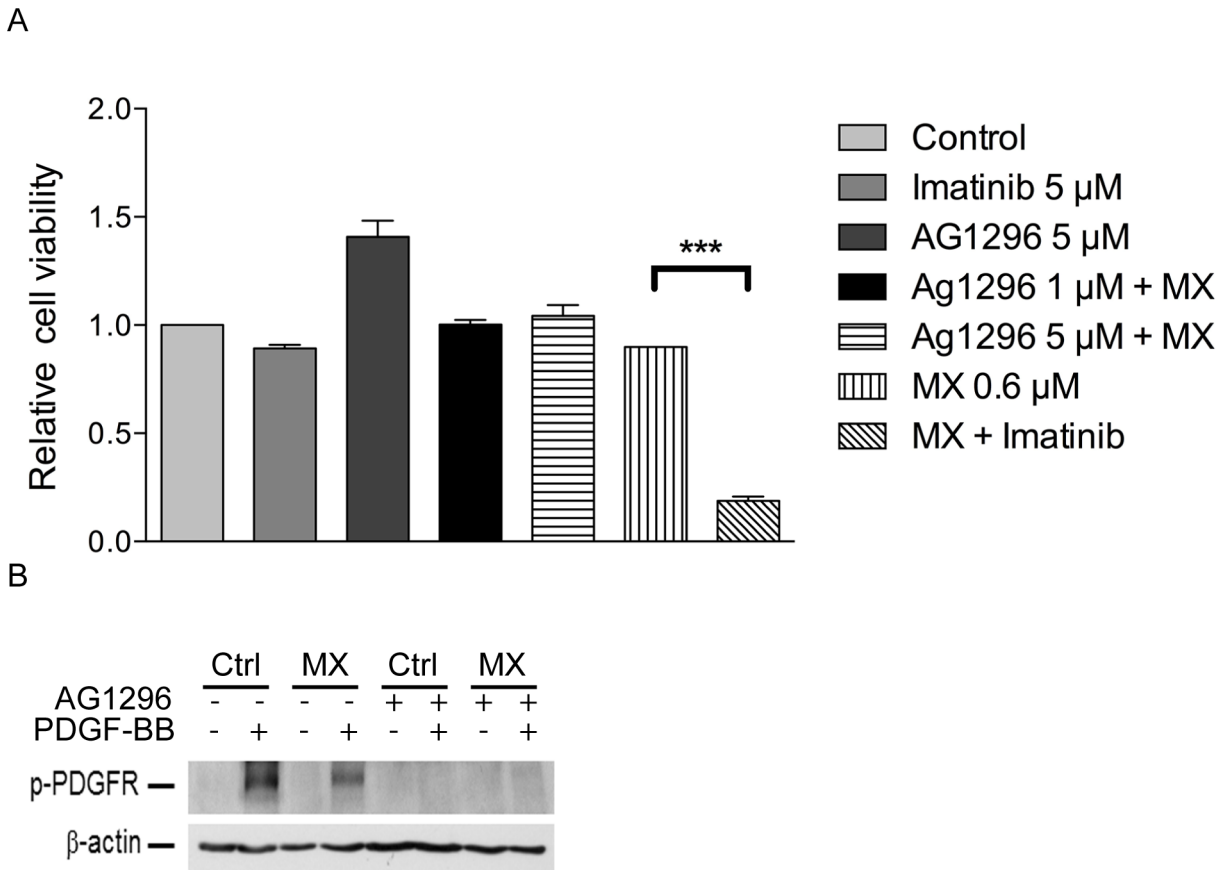 A
2.0
1.5
1.0
0.5
0.0
Relative cell viability
***
Control
Imatinib 5 µM
AG1296 5 µM
Ag1296 1 µM + MX
Ag1296 5 µM + MX
MX 0.6 µM
MX + Imatinib
B
Ctrl MX Ctrl MX
AG1296 - - - - + + + +
PDGF-BB - + - + - + - +
p-PDGFR
β-actin